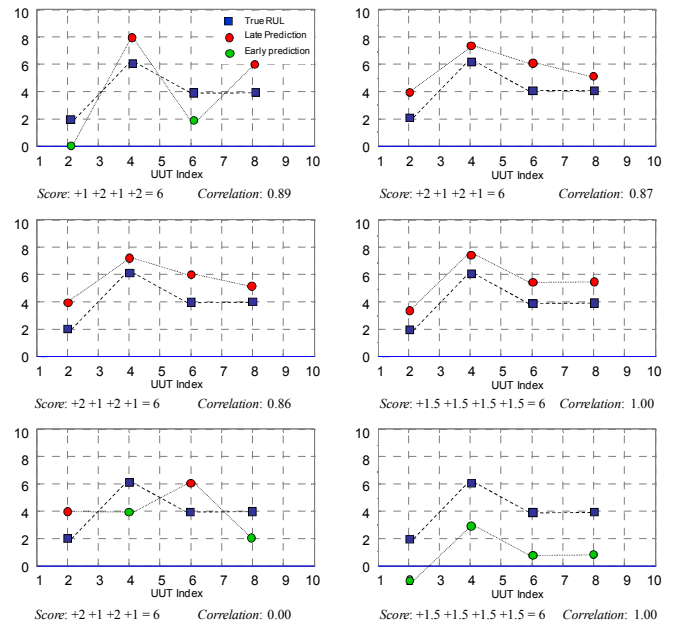 10
8
6
4
2
0
True RUL
Late Prediction
Early prediction
1 2 3 4 5 6 7 8 9 10
UUT Index
Score: +1 +2 +1 +2 = 6 Correlation: 0.89
10
8
6
4
2
0
1 2 3 4 5 6 7 8 9 10
UUT Index
Score: +2 +1 +2 +1 = 6 Correlation: 0.87
10
8
6
4
2
0
1 2 3 4 5 6 7 8 9 10
UUT Index
Score: +2 +1 +2 +1 = 6 Correlation: 0.86
10
8
6
4
2
0
1 2 3 4 5 6 7 8 9 10
UUT Index
Score: +1.5 +1.5 +1.5 +1.5 = 6 Correlation: 1.00
10
8
6
4
2
0
1 2 3 4 5 6 7 8 9 10
UUT Index
Score: +2 +1 +2 +1 = 6 Correlation: 0.00
10
8
6
4
2
0
1 2 3 4 5 6 7 8 9 10
UUT Index
Score: +1.5 +1.5 +1.5 +1.5 = 6 Correlation: 1.00